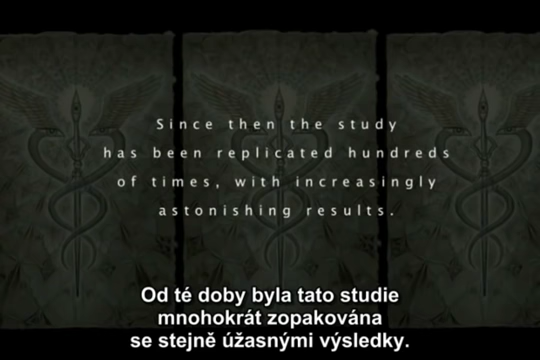 Since then the study
has been replicated hundreds
of times, with increasingly
astonishing results.
Od té doby byla tato studie
mnohokrát zopakována
se stejně úžasnými výsledky.